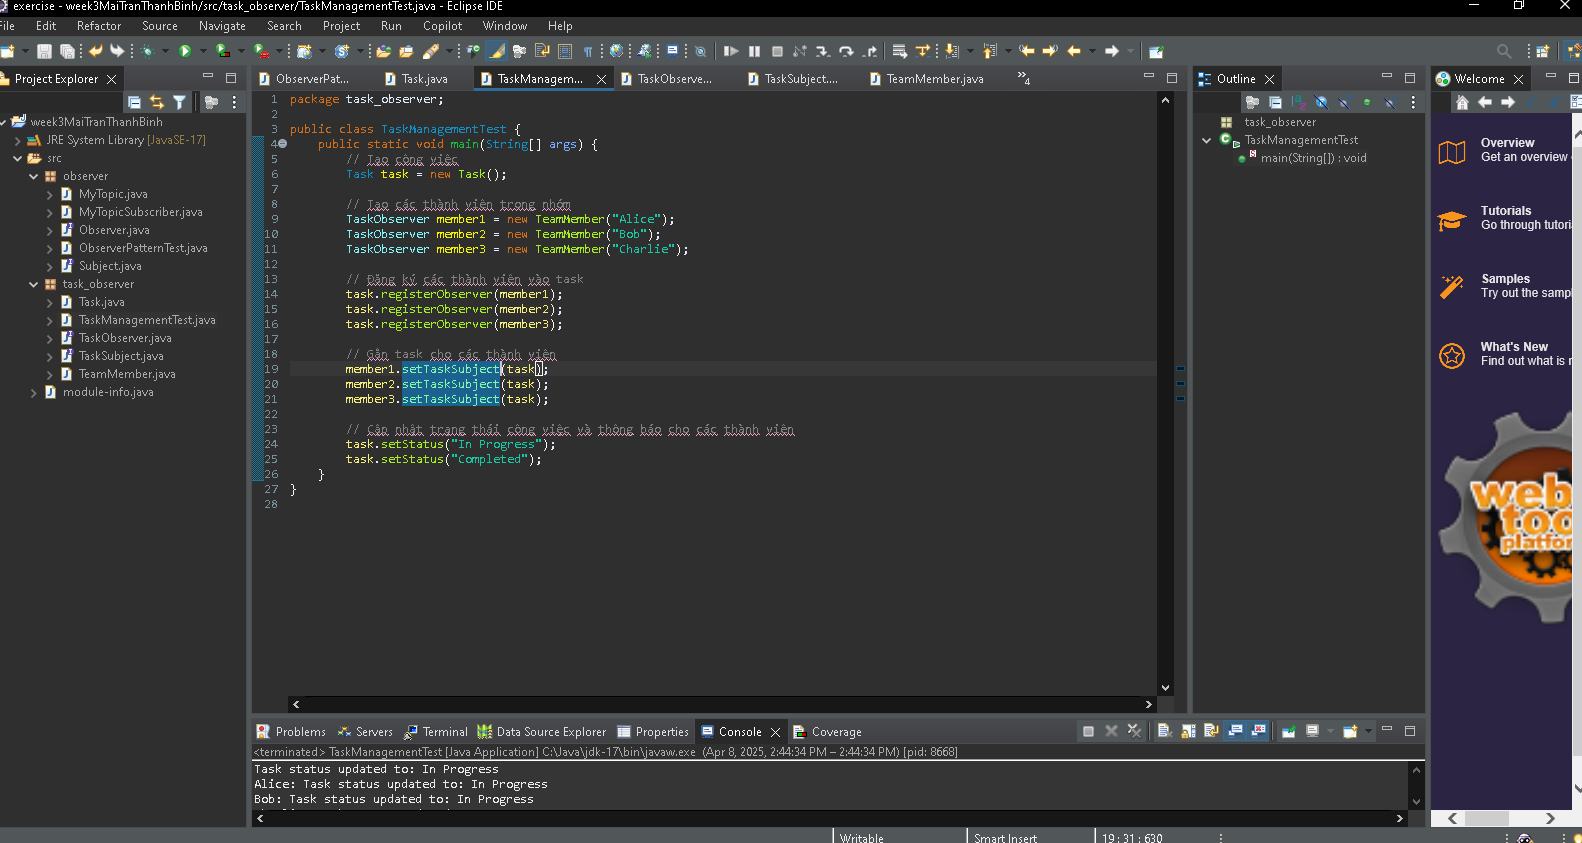 exercise - week3MaiTranThanhBinh/src/task_observer/TaskManagementTest.java - Eclipse IDE
File Edit Refactor Source Navigate Search Project Run Copilot Window Help
Project Explorer
week3MaiTranThanhBinh
JRE System Library [JavaSE-17]
src
observer
MyTopic.java
MyTopicSubscriber.java
Observer.java
ObserverPatternTest.java
Subject.java
task_observer
Task.java
TaskManagementTest.java
TaskObserver.java
TaskSubject.java
TeamMember.java
module-info.java
ObserverPat... Task.java TaskManagem... TaskObserve... TaskSubject.... TeamMember.java »4
1 package task_observer;
2
3 public class TaskManagementTest {
4 public static void main(String[] args) {
5 // Tạo công việc
6 Task task = new Task();
7
8 // Tạo các thành viên trong nhóm
9 TaskObserver member1 = new TeamMember("Alice");
10 TaskObserver member2 = new TeamMember("Bob");
11 TaskObserver member3 = new TeamMember("Charlie");
12
13 // Đăng ký các thành viên vào task
14 task.registerObserver(member1);
15 task.registerObserver(member2);
16 task.registerObserver(member3);
17
18 // Gắn task cho các thành viên
19 member1.setTaskSubject(task);
20 member2.setTaskSubject(task);
21 member3.setTaskSubject(task);
22
23 // Cập nhật trạng thái công việc và thông báo cho các thành viên
24 task.setStatus("In Progress");
25 task.setStatus("Completed");
26 }
27 }
28
Outline
task_observer
TaskManagementTest
main(String[]) : void
Welcome
Overview
Get an overview
Tutorials
Go through tutori
Samples
Try out the sampl
What's New
Find out what is
web
too
platfor
Problems Servers Terminal Data Source Explorer Properties Console Coverage
<terminated> TaskManagementTest [Java Application] C:\Java\jdk-17\bin\javaw.exe (Apr 8, 2025, 2:44:34 PM – 2:44:34 PM) [pid: 8668]
Task status updated to: In Progress
Alice: Task status updated to: In Progress
Bob: Task status updated to: In Progress
Writable Smart Insert 19 : 31 : 630